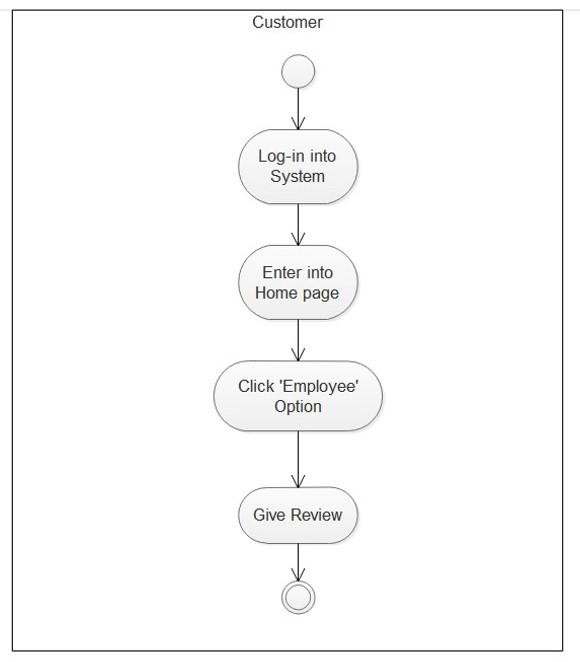 Customer
Log-in into
System
Enter into
Home page
Click 'Employee'
Option
Give Review